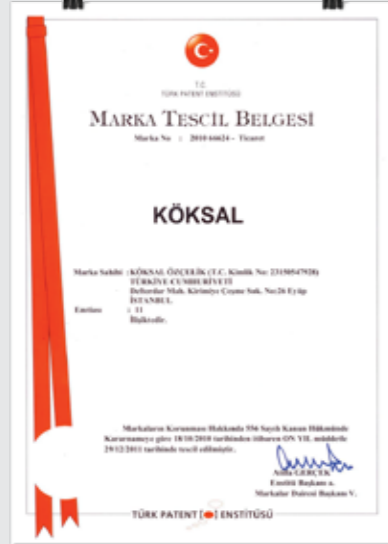 T.C.
TÜRK PATENT ENSTİTÜSÜ
MARKA TESCİL BELGESİ
Marka No : 2010 66624 - Ticaret
KÖKSAL
Marka Sahibi : KÖKSAL ÖZÇELİK (T.C. Kimlik No: 23150547928)
TÜRKİYE CUMHURİYETİ
Defterdar Mah. Kirimiye Çeşme Sok. No:26 Eyüp
İSTANBUL
Emtiası : 11
İlişiktedir.
Markaların Korunması Hakkında 556 Sayılı Kanun Hükmünde
Kararnameye göre 18/10/2010 tarihinden itibaren ON YIL müddetle
29/12/2011 tarihinde tescil edilmiştir.
GERÇEK
Enstitü Başkanı a.
Markalar Dairesi Başkanı V.
TÜRK PATENT ENSTİTÜSÜ